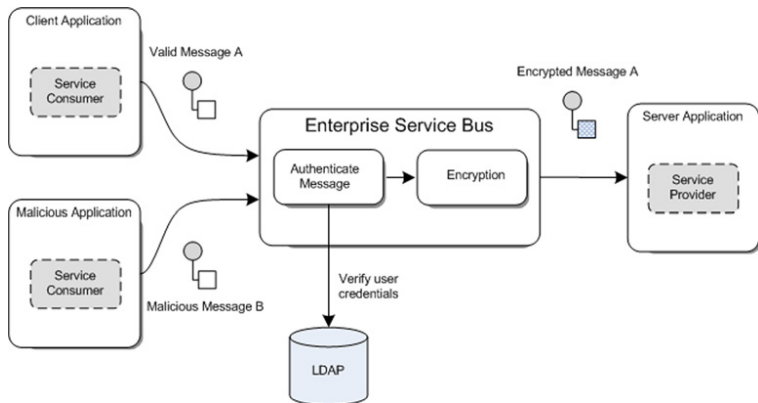 Client Application
Service
Consumer
Valid Message A
Malicious Application
Service
Consumer
Malicious Message B
Enterprise Service Bus
Authenticate
Message
Encryption
Verify user
credentials
LDAP
Encrypted Message A
Server Application
Service
Provider